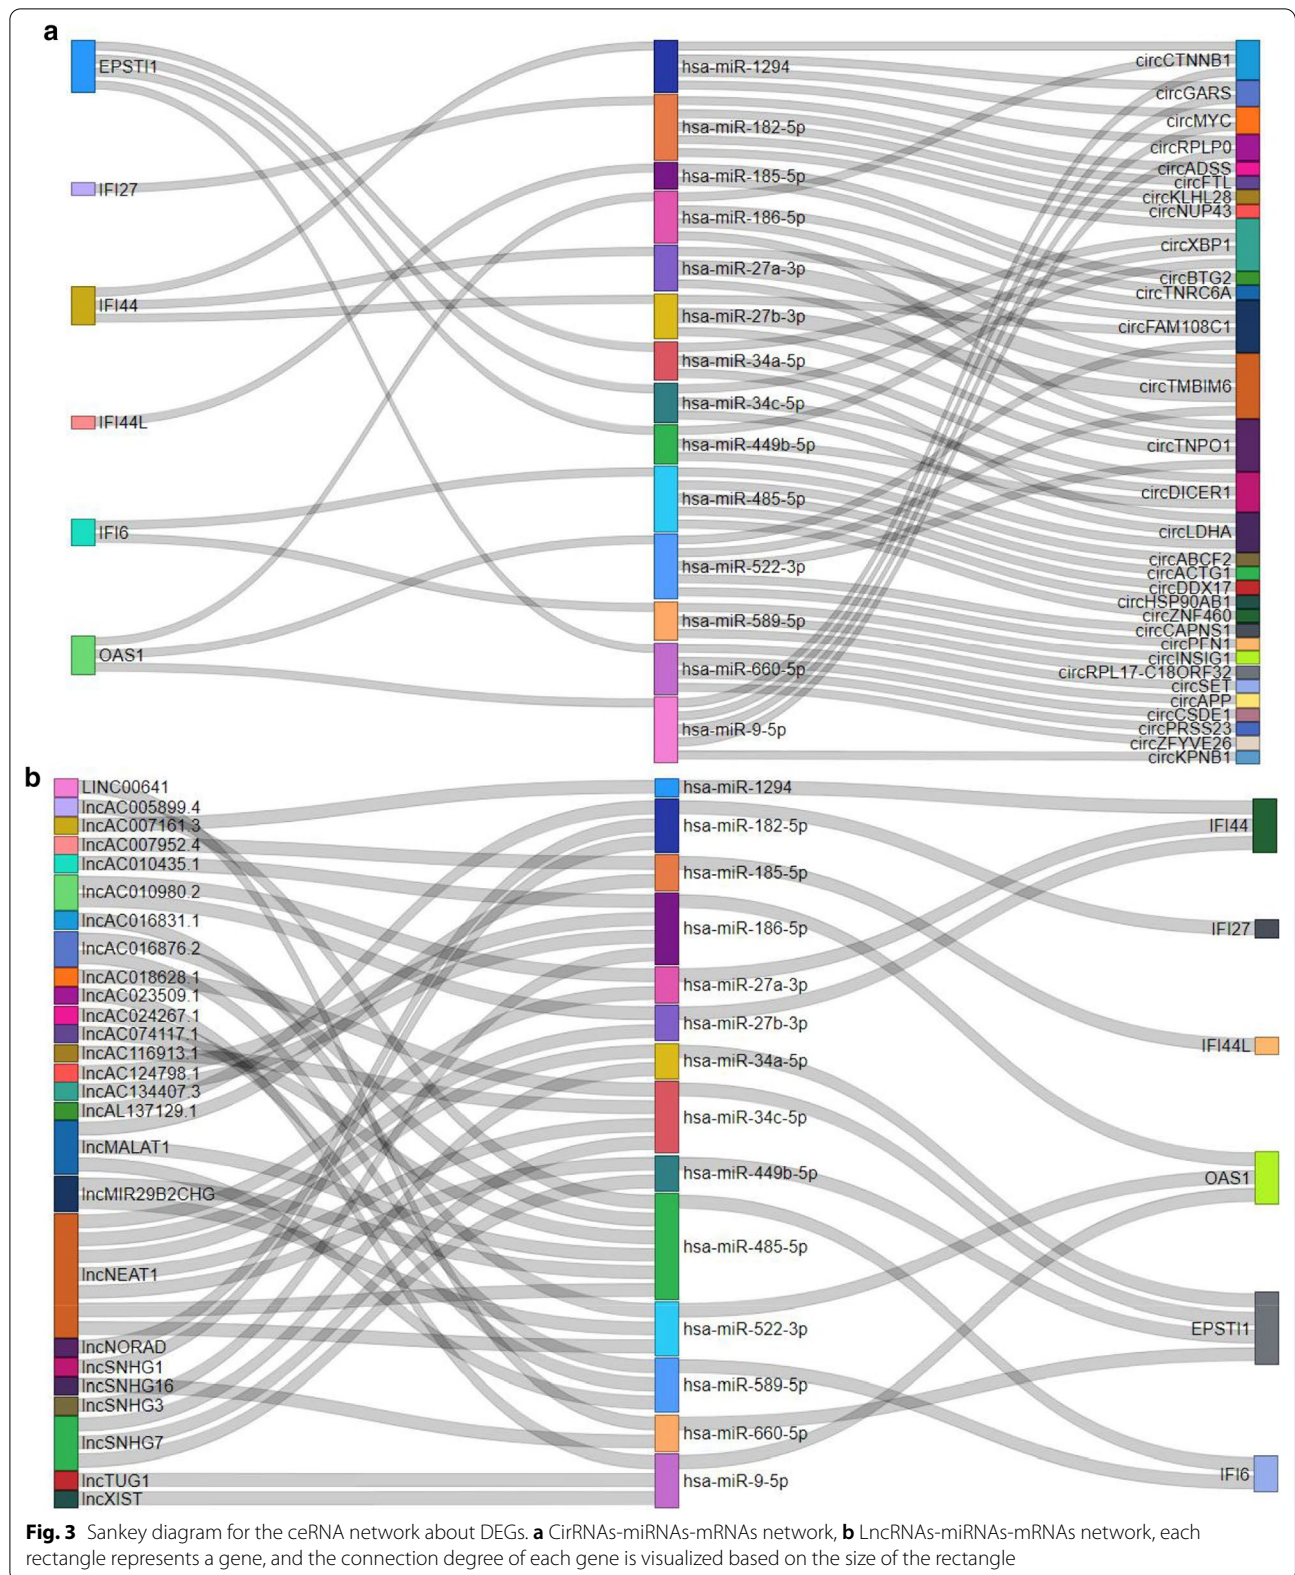 a
EPSTI1
IFI27
IFI44
IFI44L
IFI6
OAS1
hsa-miR-1294
hsa-miR-182-5p
hsa-miR-185-5p
hsa-miR-186-5p
hsa-miR-27a-3p
hsa-miR-27b-3p
hsa-miR-34a-5p
hsa-miR-34c-5p
hsa-miR-449b-5p
hsa-miR-485-5p
hsa-miR-522-3p
hsa-miR-589-5p
hsa-miR-660-5p
hsa-miR-9-5p
circCTNNB1
circGARS
circMYC
circRPLP0
circADSS
circFTL
circKLHL28
circNUP43
circXBP1
circBTG2
circTNRC6A
circFAM108C1
circTMBIM6
circTNPO1
circDICER1
circLDHA
circABCF2
circACTG1
circDDX17
circHSP90AB1
circZNF460
circCAPNS1
circPFN1
circINSIG1
circRPL17-C18ORF32
circSET
circAPP
circCSDE1
circPRSS23
circZFYVE26
circKPNB1
b
LINC00641
lncAC005899.4
lncAC007161.3
lncAC007952.4
lncAC010435.1
lncAC010980.2
lncAC016831.1
lncAC016876.2
lncAC018628.1
lncAC023509.1
lncAC024267.1
lncAC074117.1
lncAC116913.1
lncAC124798.1
lncAC134407.3
lncAL137129.1
lncMALAT1
lncMIR29B2CHG
lncNEAT1
lncNORAD
lncSNHG1
lncSNHG16
lncSNHG3
lncSNHG7
lncTUG1
lncXIST
hsa-miR-1294
hsa-miR-182-5p
hsa-miR-185-5p
hsa-miR-186-5p
hsa-miR-27a-3p
hsa-miR-27b-3p
hsa-miR-34a-5p
hsa-miR-34c-5p
hsa-miR-449b-5p
hsa-miR-485-5p
hsa-miR-522-3p
hsa-miR-589-5p
hsa-miR-660-5p
hsa-miR-9-5p
IFI44
IFI27
IFI44L
OAS1
EPSTI1
IFI6
Fig. 3 Sankey diagram for the ceRNA network about DEGs. a CirRNAs-miRNAs-mRNAs network, b LncRNAs-miRNAs-mRNAs network, each
rectangle represents a gene, and the connection degree of each gene is visualized based on the size of the rectangle